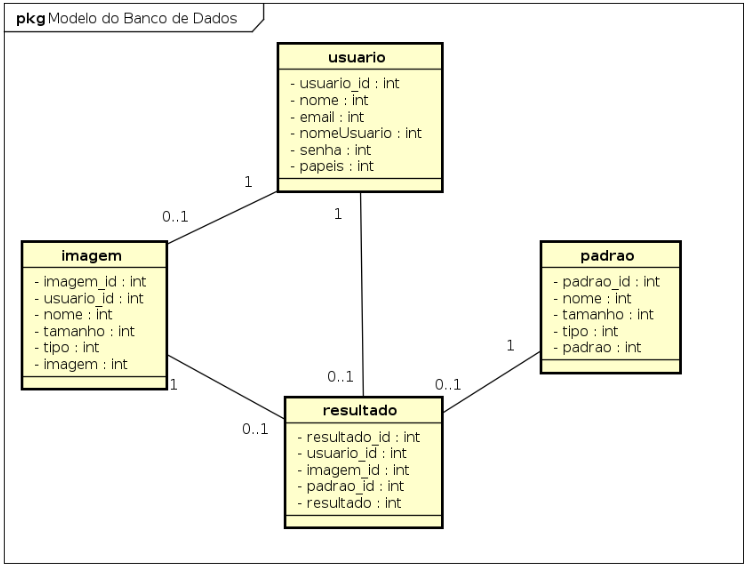 pkg Modelo do Banco de Dados
usuario
- usuario_id : int
- nome : int
- email : int
- nomeUsuario : int
- senha : int
- papeis : int
1
0..1
1
imagem
- imagem_id : int
- usuario_id : int
- nome : int
- tamanho : int
- tipo : int
- imagem : int
padrao
- padrao_id : int
- nome : int
- tamanho : int
- tipo : int
- padrao : int
1
0..1
0..1
1
0..1
resultado
- resultado_id : int
- usuario_id : int
- imagem_id : int
- padrao_id : int
- resultado : int